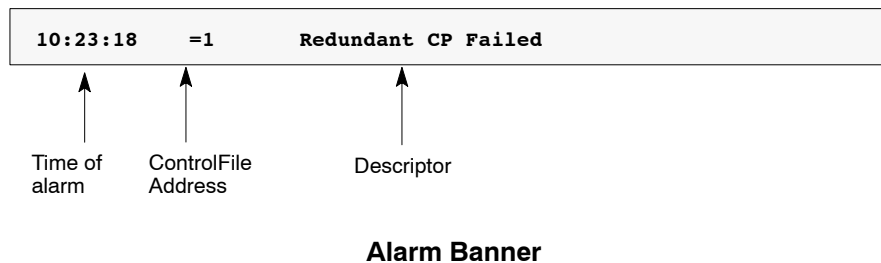 10:23:18 =1 Redundant CP Failed
Time of alarm
ControlFile Address
Descriptor
Alarm Banner